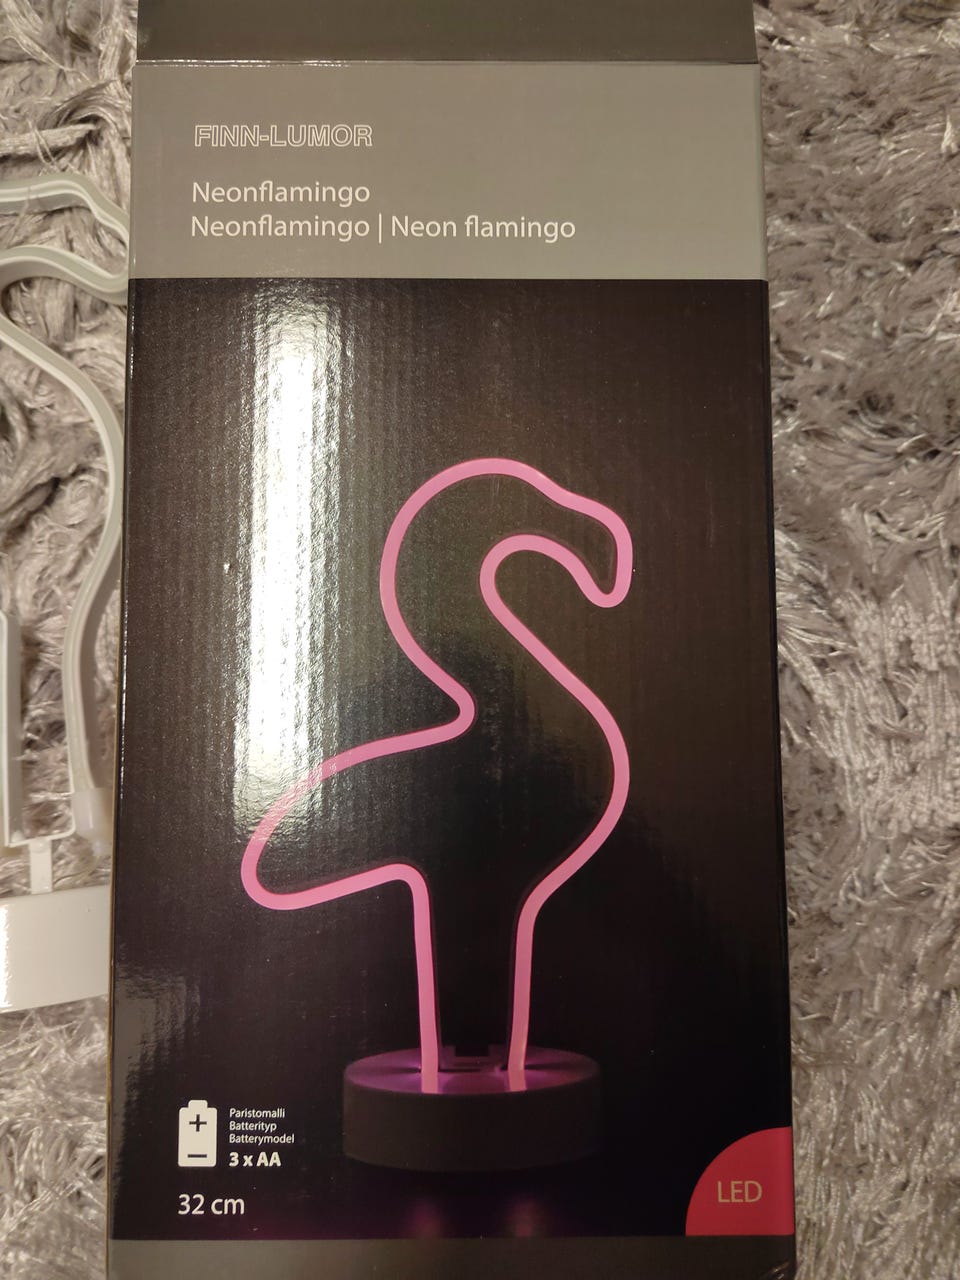 FINN-LUMOR
Neonflamingo
Neonflamingo | Neon flamingo
Paristomalli
Batterityp
Batterymodel
3 x AA
32 cm
LED